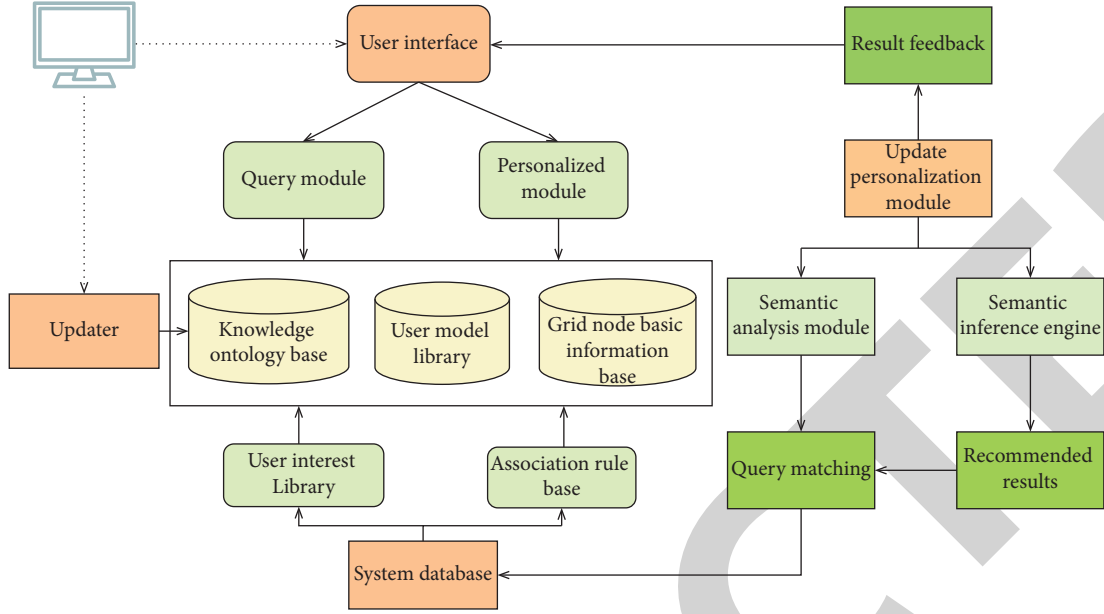 User interface
Result feedback
Query module
Personalized
module
Update
personalization
module
Updater
Knowledge
ontology base
User model
library
Grid node basic
information
base
Semantic
analysis module
Semantic
inference engine
User interest
Library
Association rule
base
Query matching
Recommended
results
System database